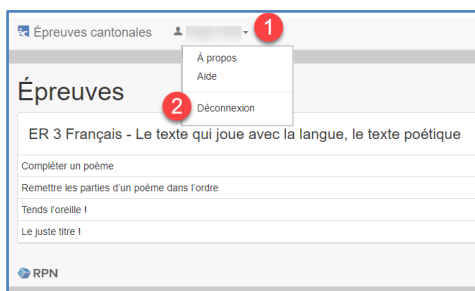 Épreuves cantonales 1
À propos
Aide
2 Déconnexion
Épreuves
ER 3 Français - Le texte qui joue avec la langue, le texte poétique
Compléter un poème
Remettre les parties d'un poème dans l'ordre
Tends l'oreille !
Le juste titre !
RPN